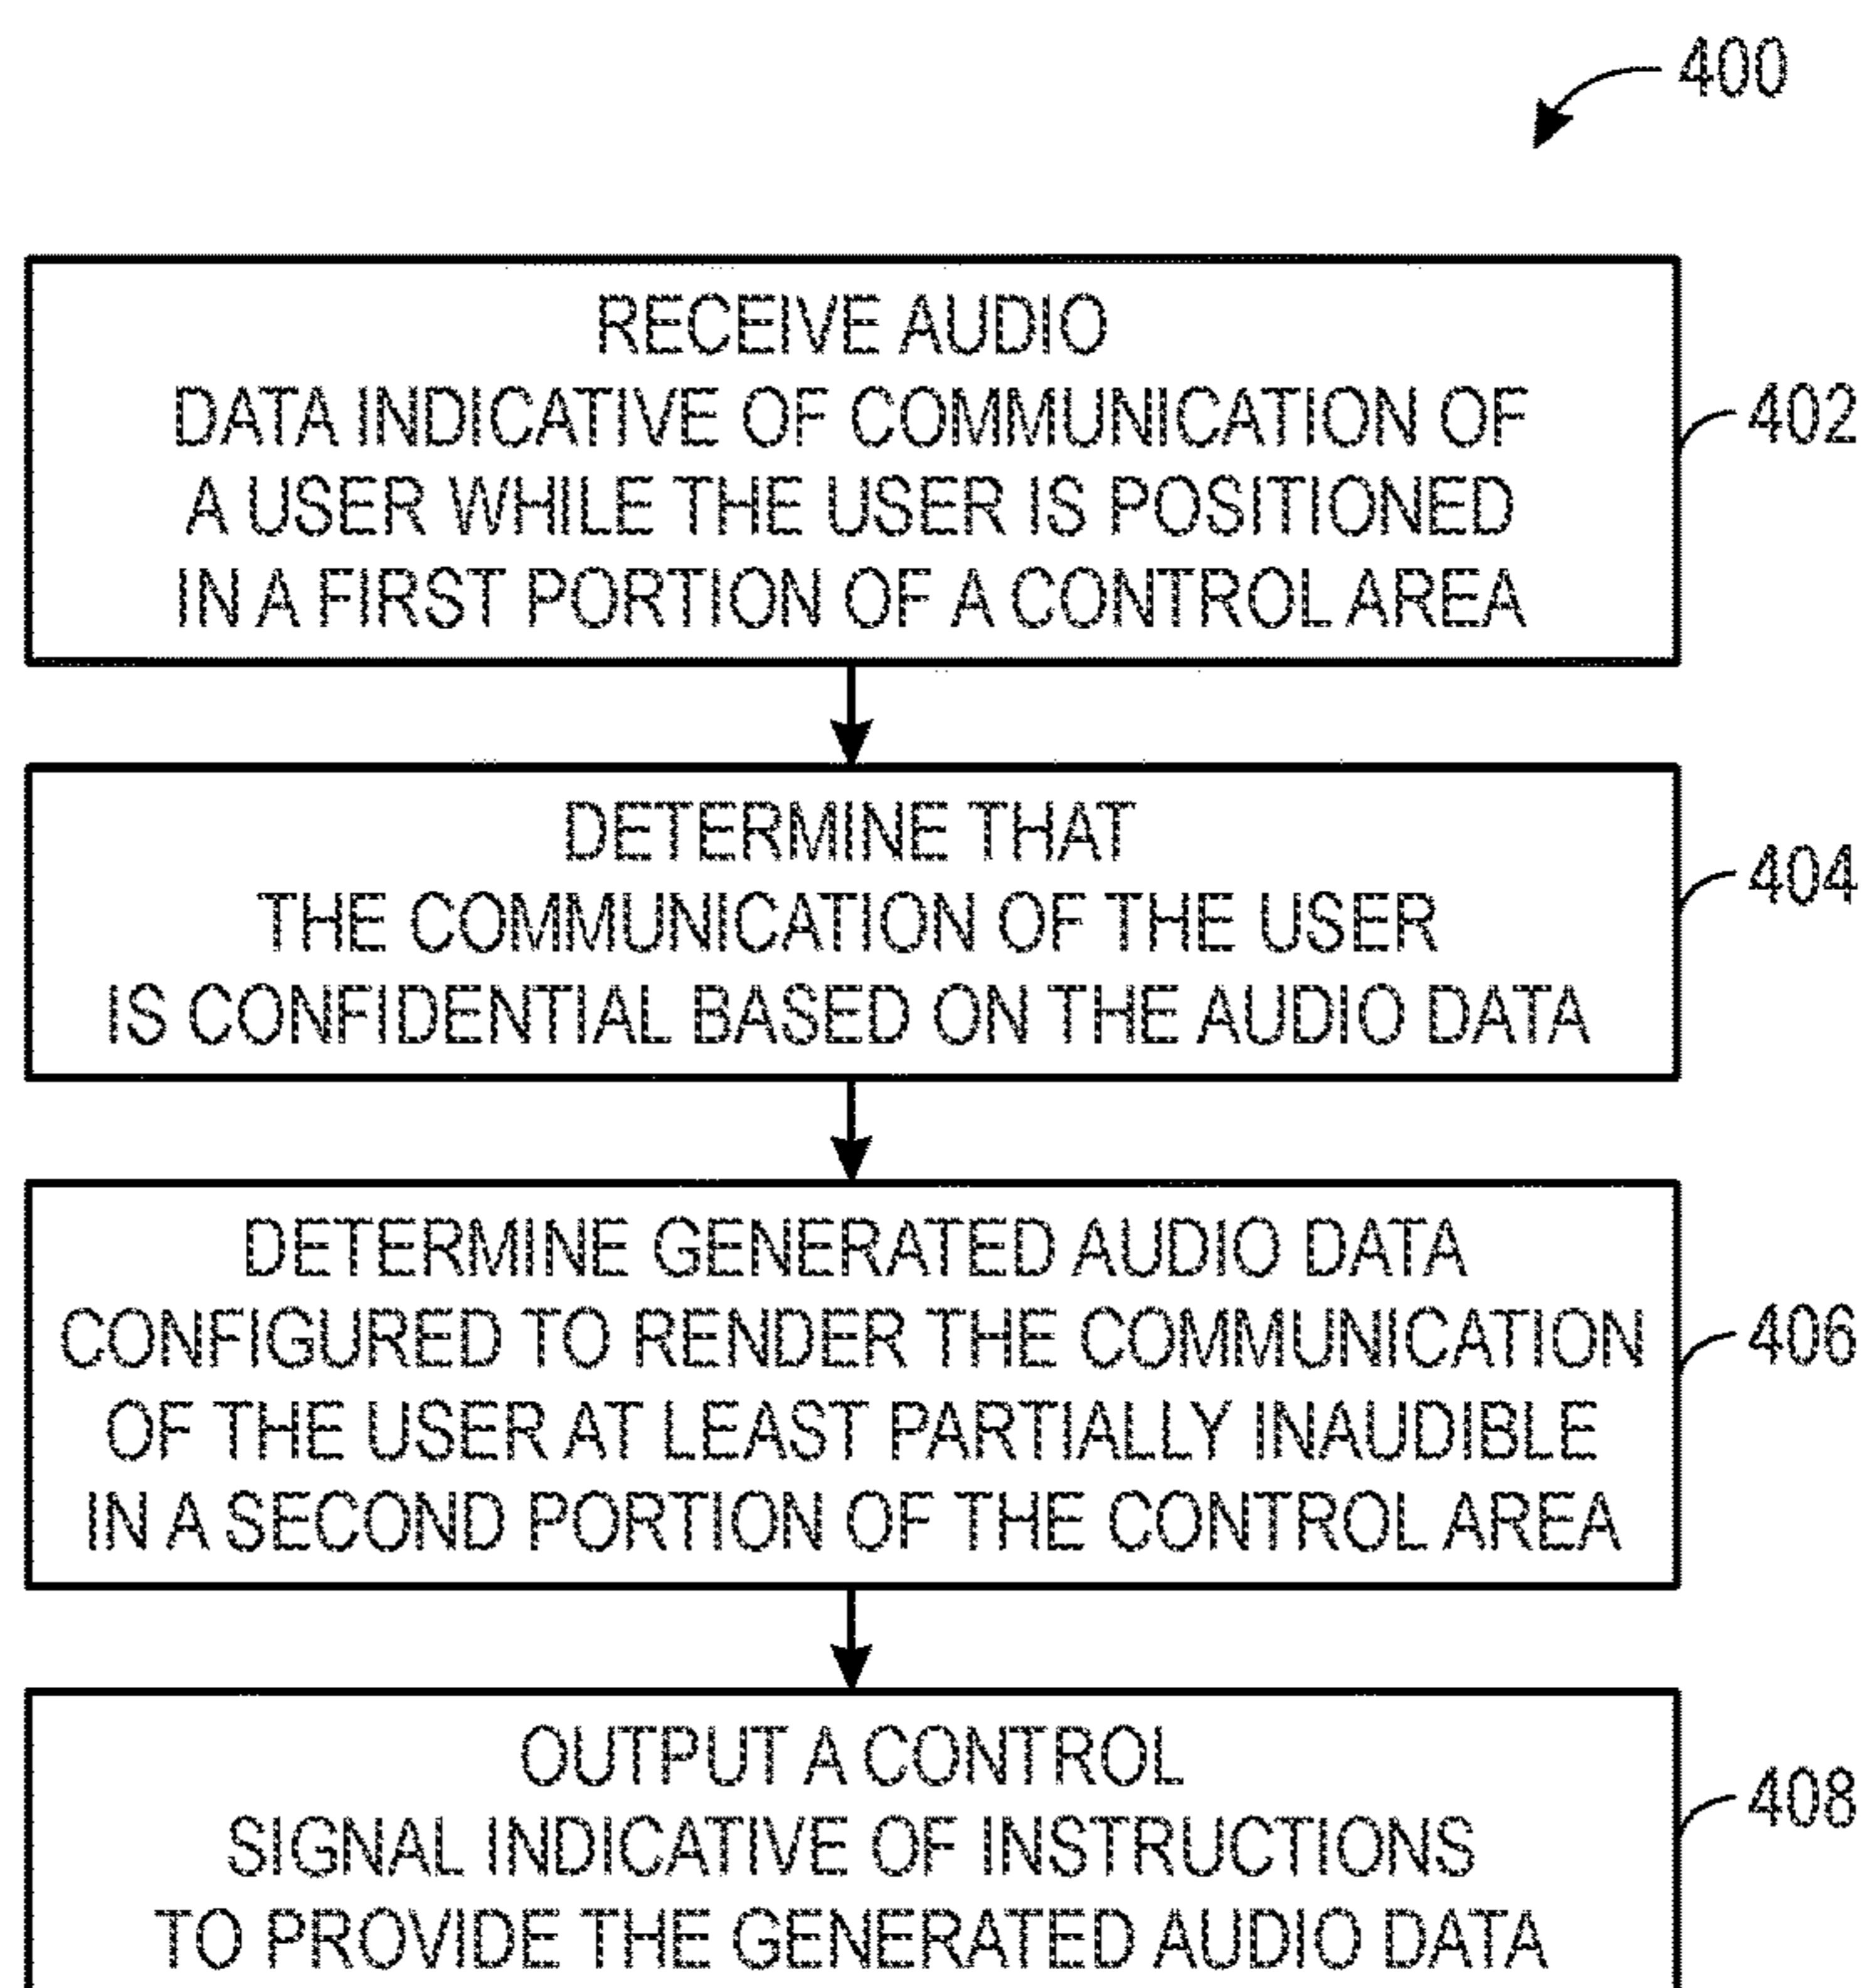 400
RECEIVE AUDIO
DATA INDICATIVE OF COMMUNICATION OF
A USER WHILE THE USER IS POSITIONED
IN A FIRST PORTION OF A CONTROL AREA
402
DETERMINE THAT
THE COMMUNICATION OF THE USER
IS CONFIDENTIAL BASED ON THE AUDIO DATA
404
DETERMINE GENERATED AUDIO DATA
CONFIGURED TO RENDER THE COMMUNICATION
OF THE USER AT LEAST PARTIALLY INAUDIBLE
IN A SECOND PORTION OF THE CONTROL AREA
406
OUTPUT A CONTROL
SIGNAL INDICATIVE OF INSTRUCTIONS
TO PROVIDE THE GENERATED AUDIO DATA
408